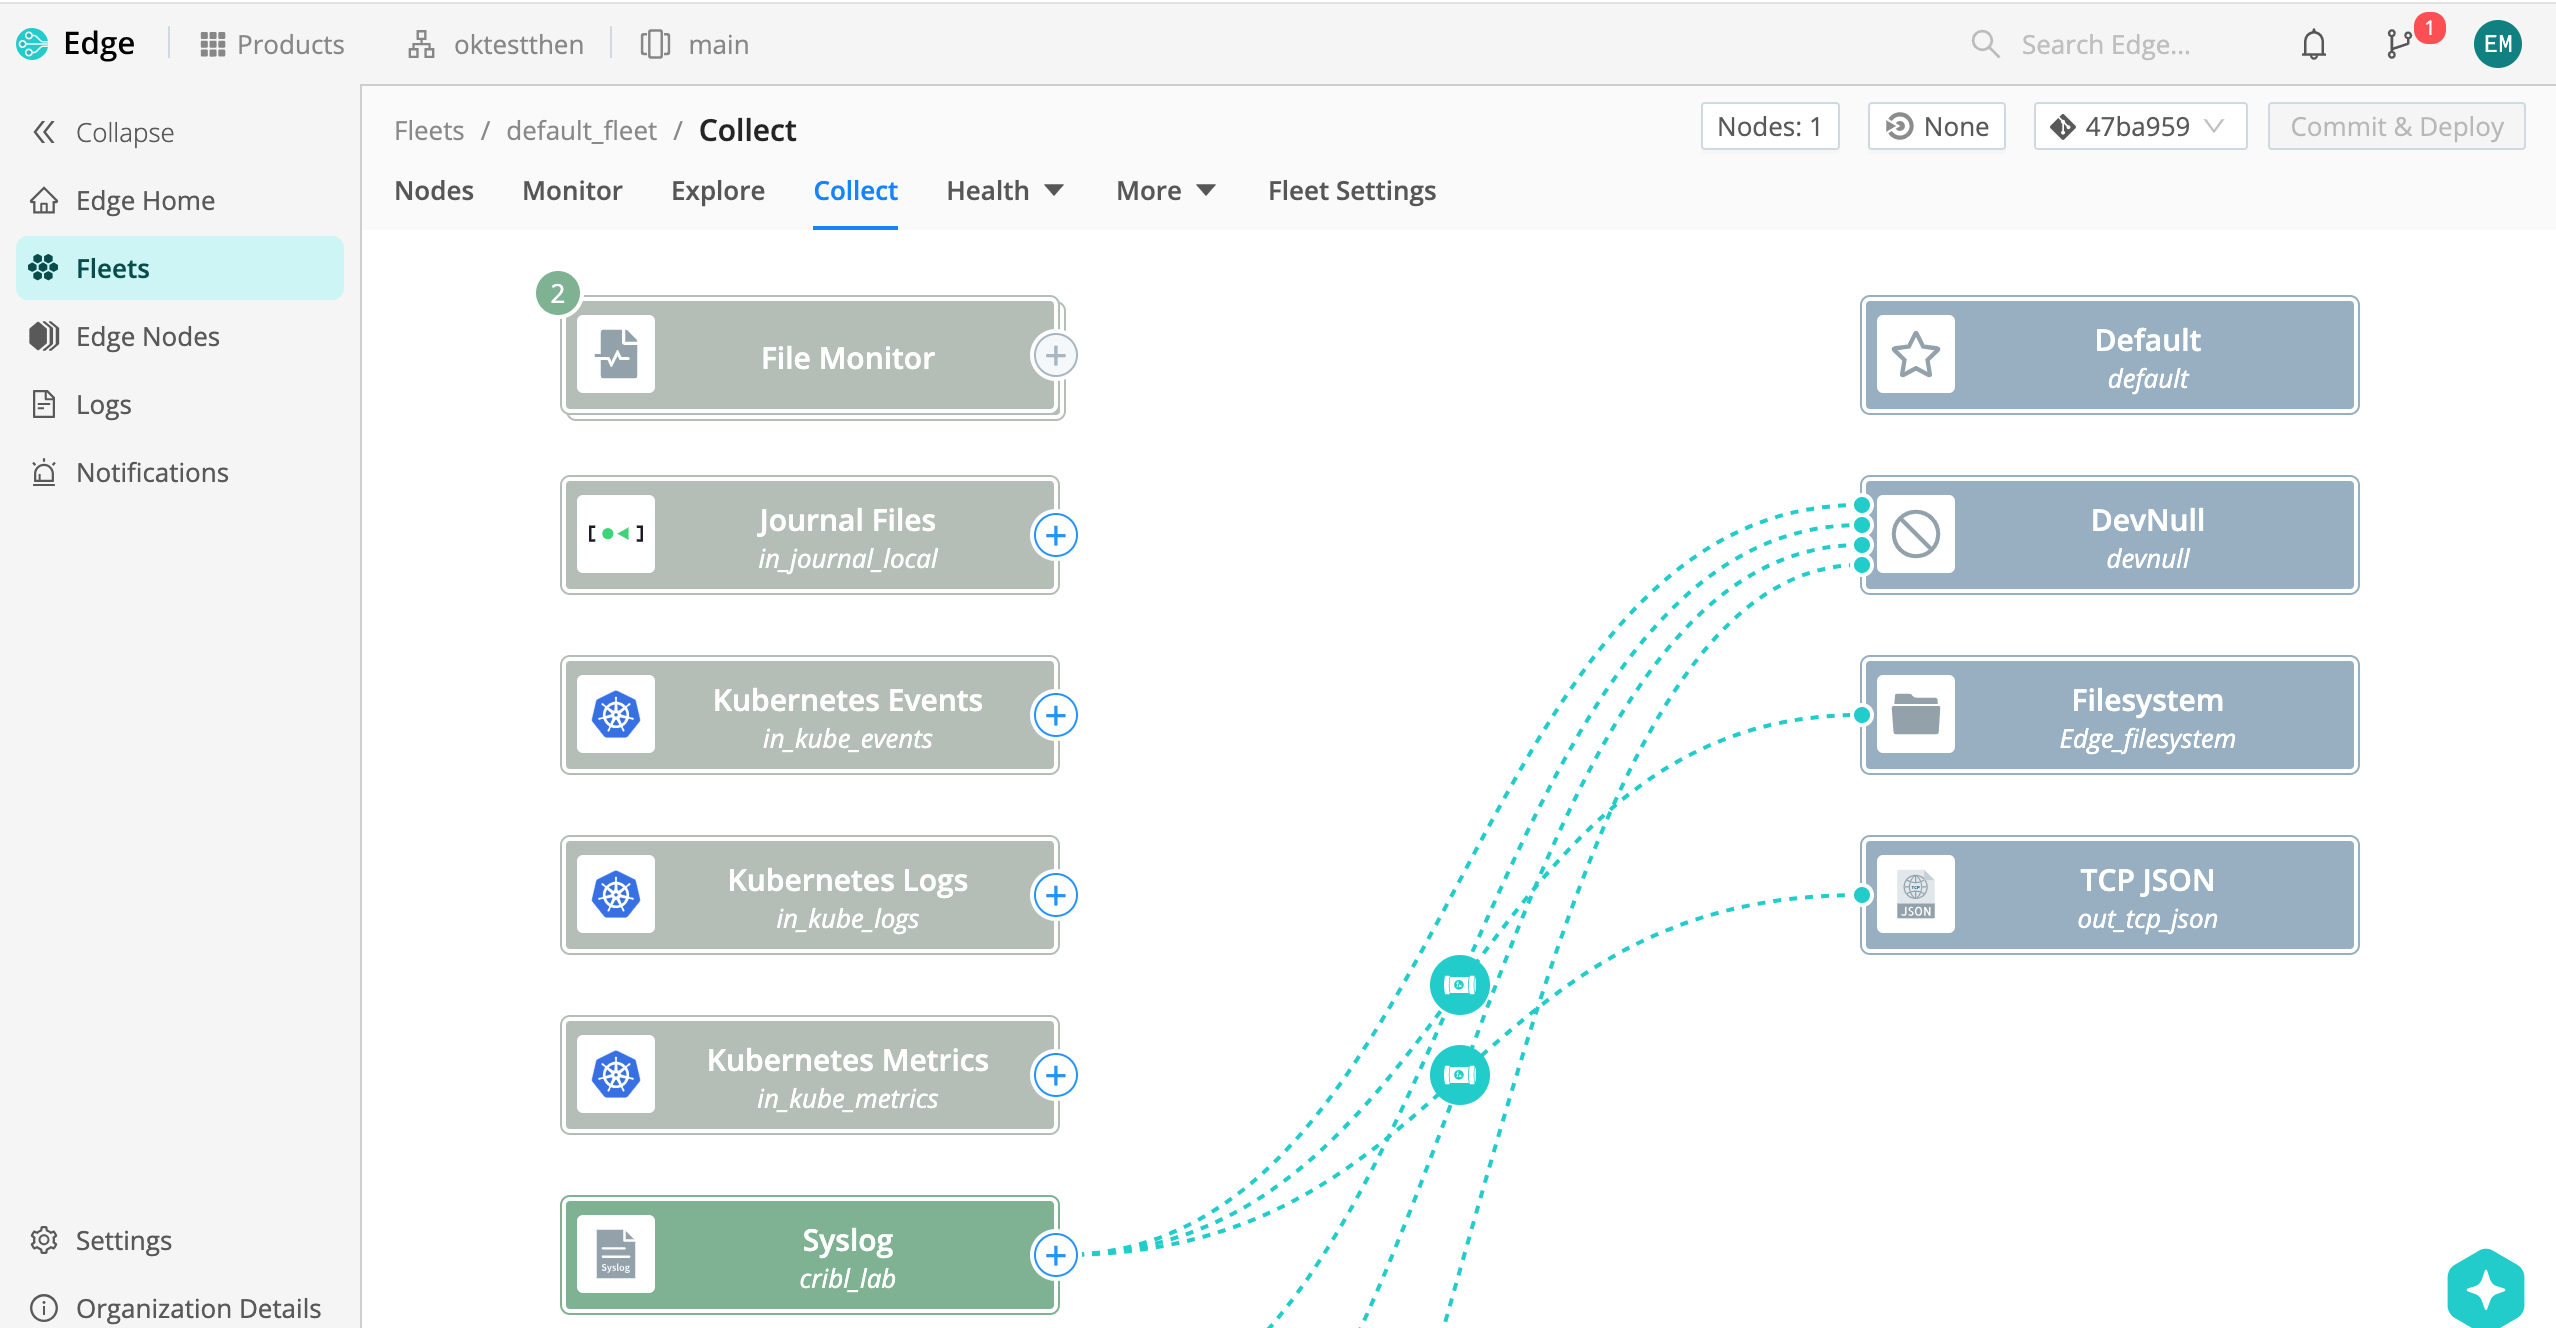 Edge
Products
oktestthen
main
Search Edge...
1
EM
Collapse
Edge Home
Fleets
Edge Nodes
Logs
Notifications
Settings
Organization Details
Fleets / default_fleet / Collect
Nodes: 1
None
47ba959
Commit & Deploy
Nodes
Monitor
Explore
Collect
Health
More
Fleet Settings
2
File Monitor
Journal Files
in_journal_local
Kubernetes Events
in_kube_events
Kubernetes Logs
in_kube_logs
Kubernetes Metrics
in_kube_metrics
Syslog
Syslog
cribl_lab
Default
default
DevNull
devnull
Filesystem
Edge_filesystem
TCP
JSON
TCP JSON
out_tcp_json